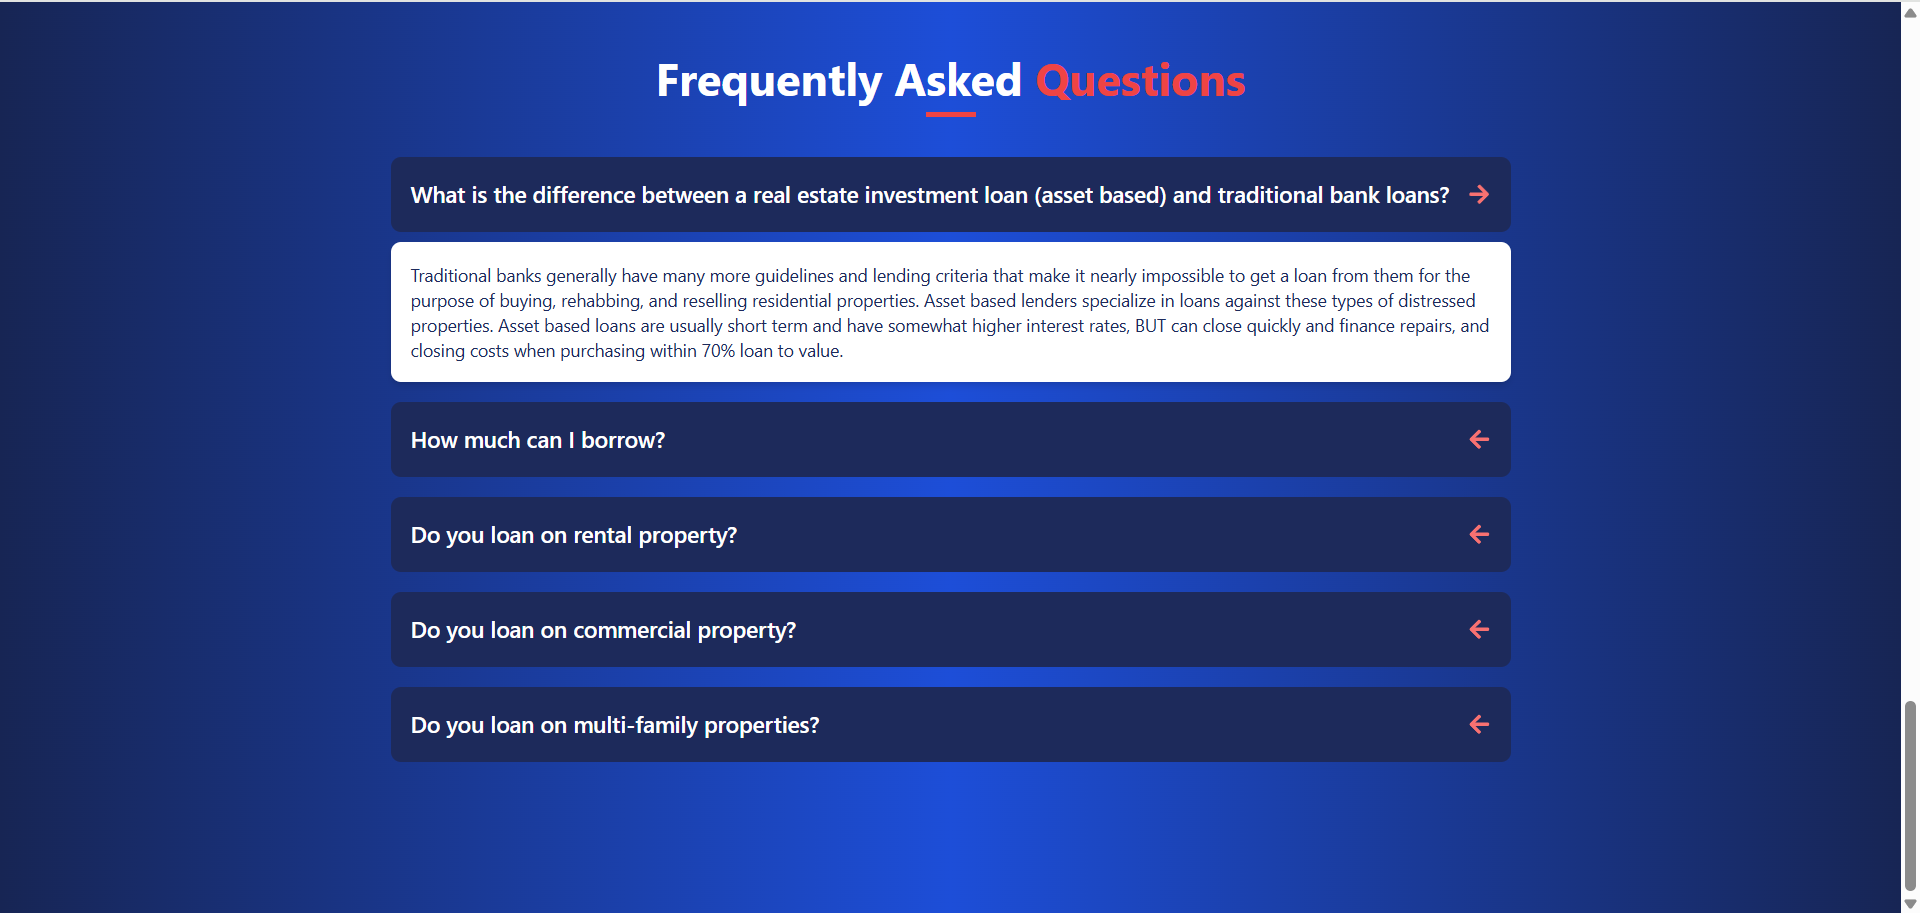 Frequently Asked Questions
What is the difference between a real estate investment loan (asset based) and traditional bank loans?
Traditional banks generally have many more guidelines and lending criteria that make it nearly impossible to get a loan from them for the
purpose of buying, rehabbing, and reselling residential properties. Asset based lenders specialize in loans against these types of distressed
properties. Asset based loans are usually short term and have somewhat higher interest rates, BUT can close quickly and finance repairs, and
closing costs when purchasing within 70% loan to value.
How much can I borrow?
Do you loan on rental property?
Do you loan on commercial property?
Do you loan on multi-family properties?